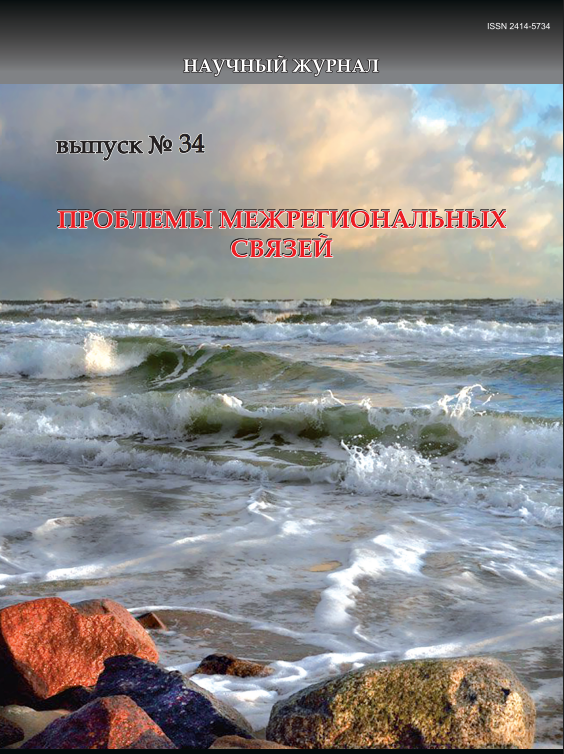 ISSN 2414-5734
НАУЧНЫЙ ЖУРНАЛ
выпуск № 34
ПРОБЛЕМЫ МЕЖРЕГИОНАЛЬНЫХ
СВЯЗЕЙ